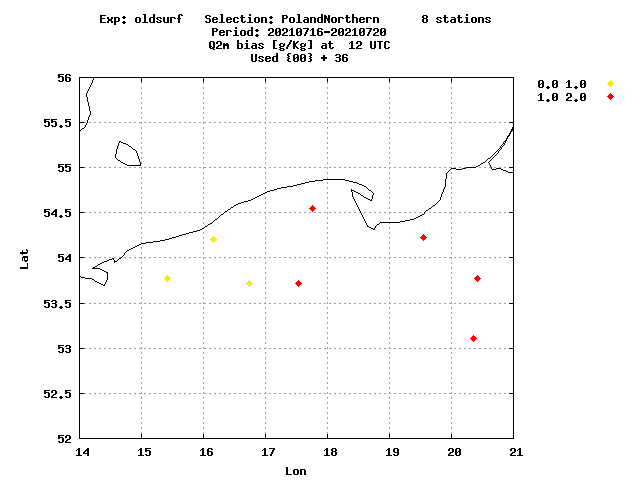 Exp: oldsurf   Selection: PolandNorthern      8 stations
Period: 20210716-20210720
Q2m bias [g/Kg] at  12 UTC
Used {00} + 36
0.0 1.0
1.0 2.0
56
55.5
55
54.5
54
53.5
53
52.5
52
Lat
14 15 16 17 18 19 20 21
Lon